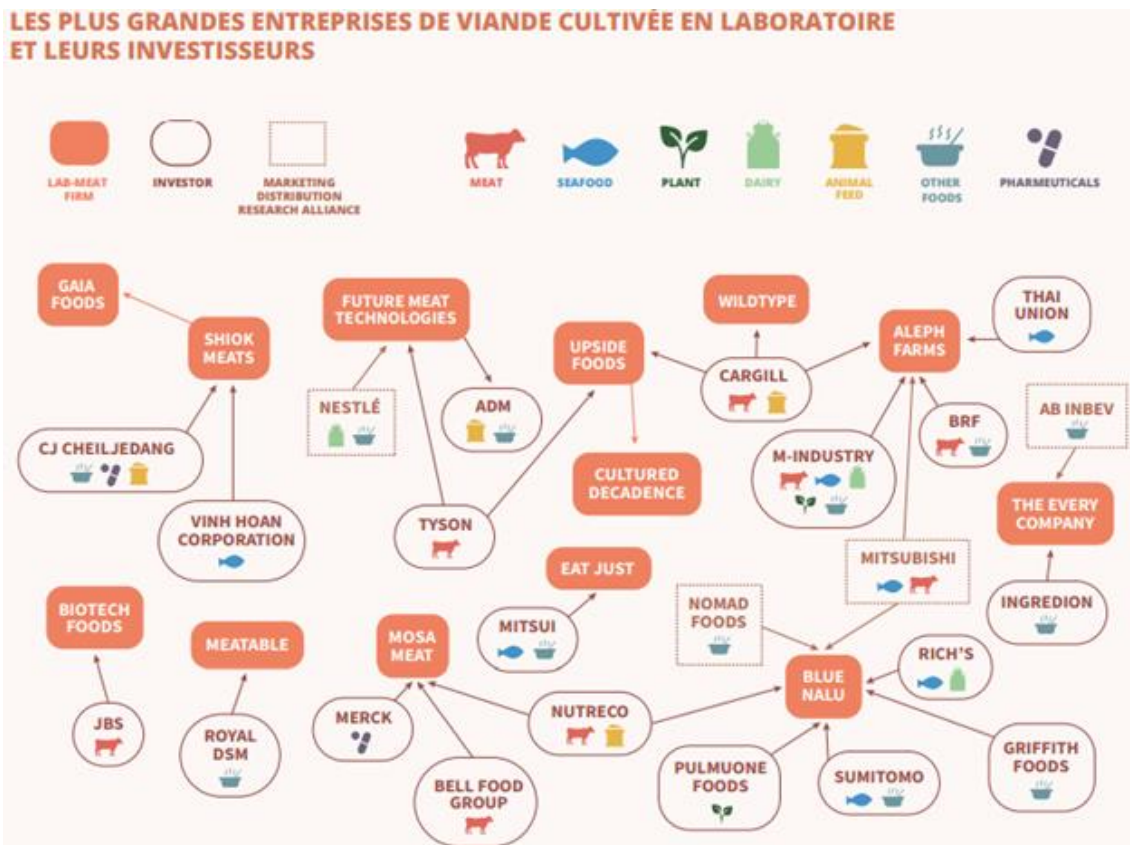 LES PLUS GRANDES ENTREPRISES DE VIANDE CULTIVÉE EN LABORATOIRE
ET LEURS INVESTISSEURS
LAB-MEAT
FIRM
INVESTOR
MARKETING
DISTRIBUTION
RESEARCH ALLIANCE
MEAT
SEAFOOD
PLANT
DAIRY
ANIMAL
FEED
OTHER
FOODS
PHARMEUTICALS
GAIA
FOODS
SHIOK
MEATS
FUTURE MEAT
TECHNOLOGIES
UPSIDE
FOODS
WILDTYPE
ALEPH
FARMS
THAI
UNION
NESTLÉ
ADM
CARGILL
BRF
AB INBEV
CJ CHEILJEDANG
M-INDUSTRY
CULTURED
DECADENCE
THE EVERY
COMPANY
VINH HOAN
CORPORATION
TYSON
EAT JUST
MITSUBISHI
INGREDION
BIOTECH
FOODS
MEATABLE
MOSA
MEAT
MITSUI
NOMAD
FOODS
BLUE
NALU
RICH'S
JBS
ROYAL
DSM
MERCK
NUTRECO
BELL FOOD
GROUP
PULMUONE
FOODS
SUMITOMO
GRIFFITH
FOODS